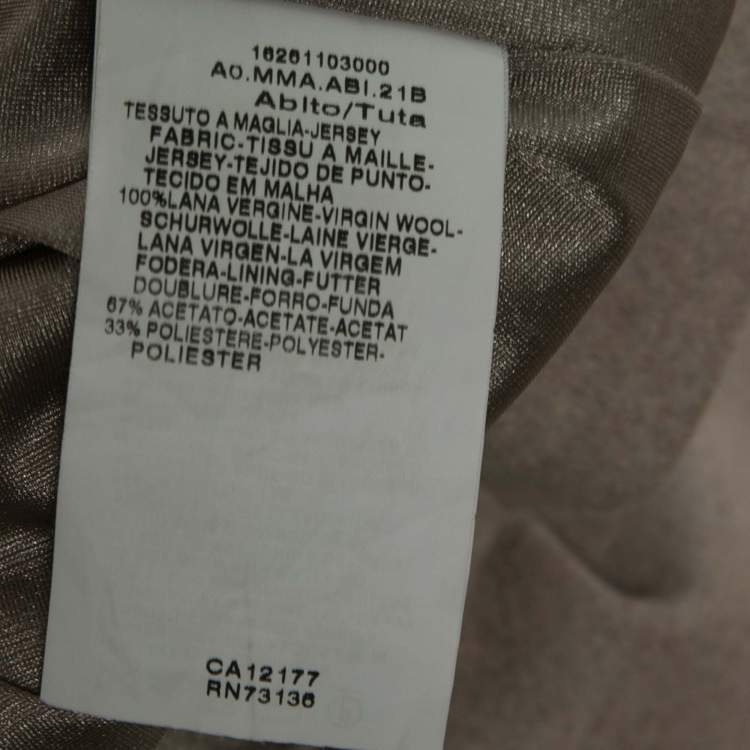 16261103000
A0.MMA.ABI.21B
Abito/Tuta
TESSUTO A MAGLIA-JERSEY
FABRIC-TISSU A MAILLE-
JERSEY-TEJIDO DE PUNTO-
TECIDO EM MALHA
100%LANA VERGINE-VIRGIN WOOL-
SCHURWOLLE-LAINE VIERGE-
LANA VIRGEN-LA VIRGEM
FODERA-LINING-FUTTER
DOUBLURE-FORRO-FUNDA
67% ACETATO-ACETATE-ACETAT
33% POLIESTERE-POLYESTER-
POLIESTER
CA12177
RN73136